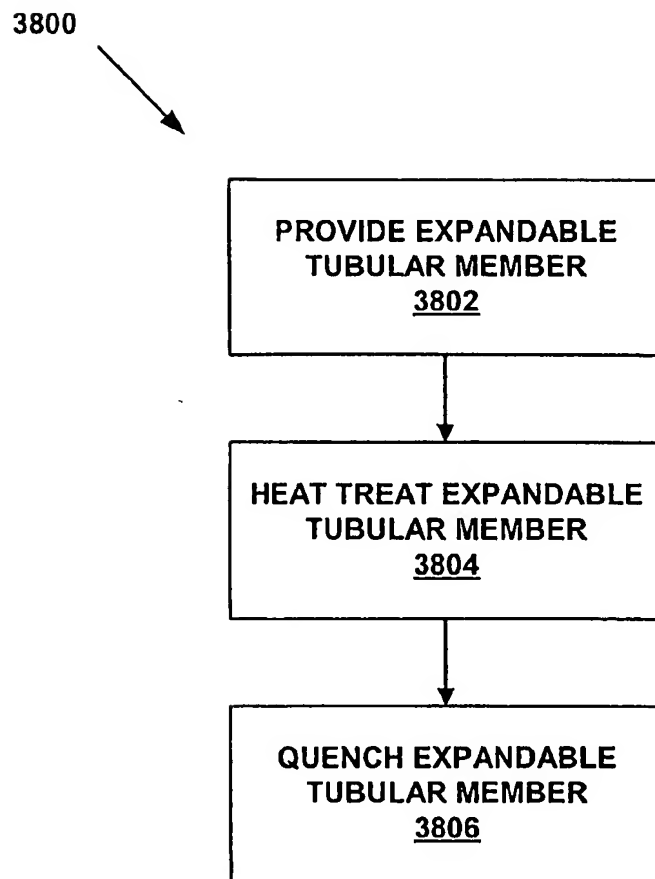 3800
PROVIDE EXPANDABLE
TUBULAR MEMBER
3802
HEAT TREAT EXPANDABLE
TUBULAR MEMBER
3804
QUENCH EXPANDABLE
TUBULAR MEMBER
3806